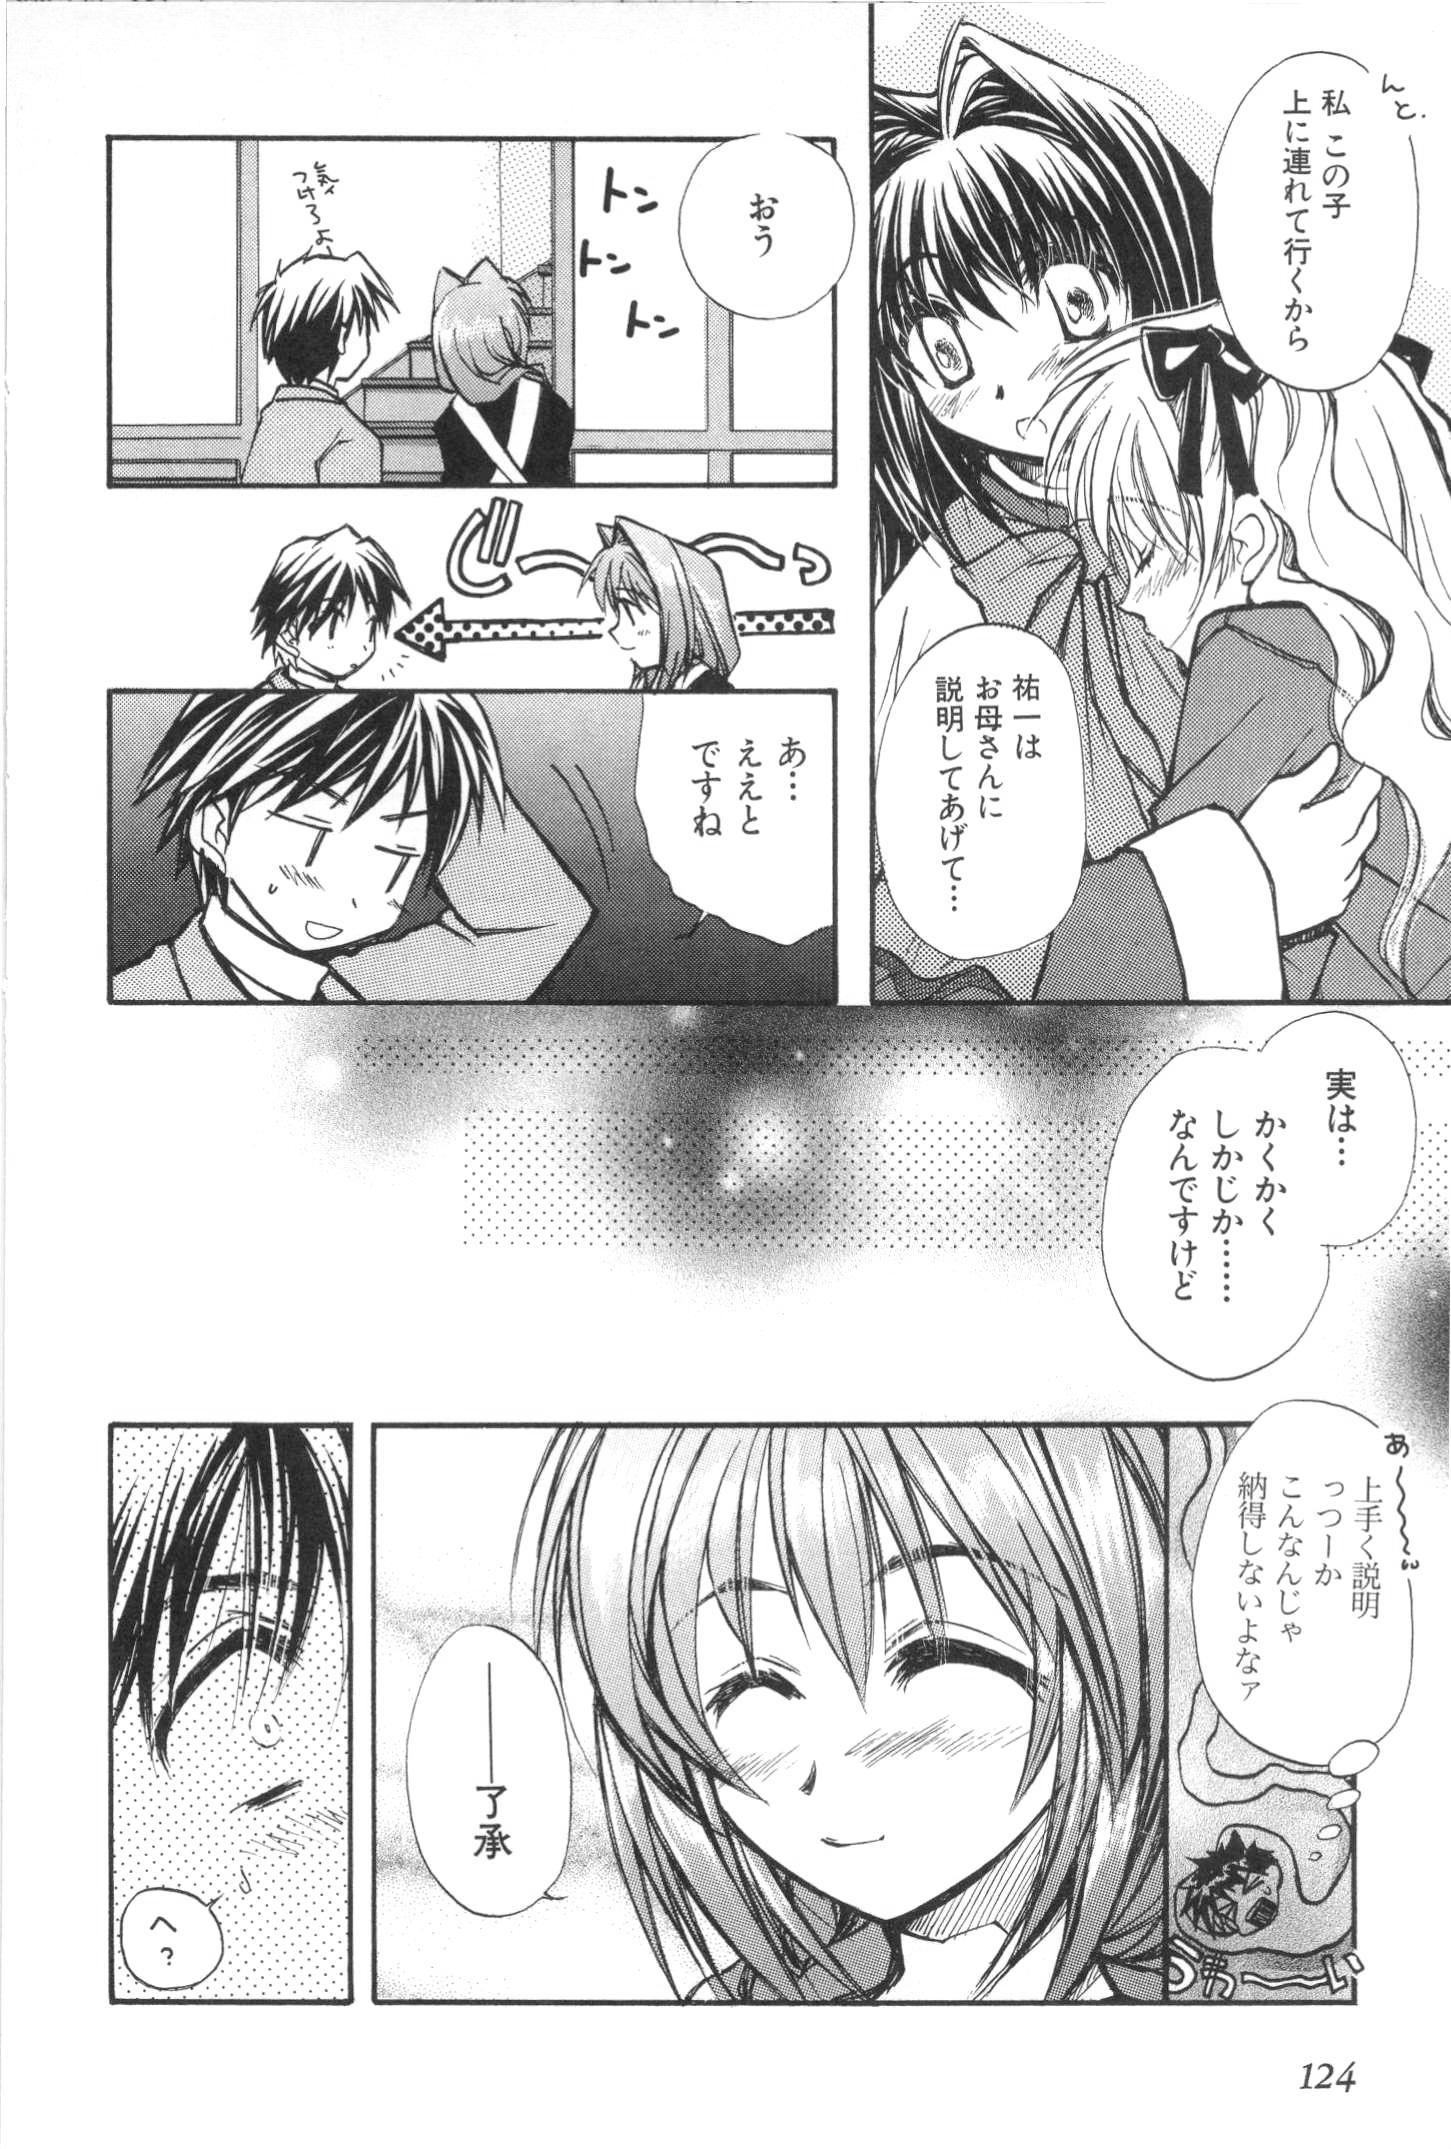 んと.
私 この子
上に連れて行くから
祐一は
お母さんに
説明してあげて…
おう
トン
トン
トン
気ィ
つけろ
よ
あ…
ええと
ですね
実は…
かくかく
しかじか……
なんですけど
あ～～～
上手く説明
っつーか
こんなんじゃ
納得しないよなァ
うわーい
――了承
へ?
124